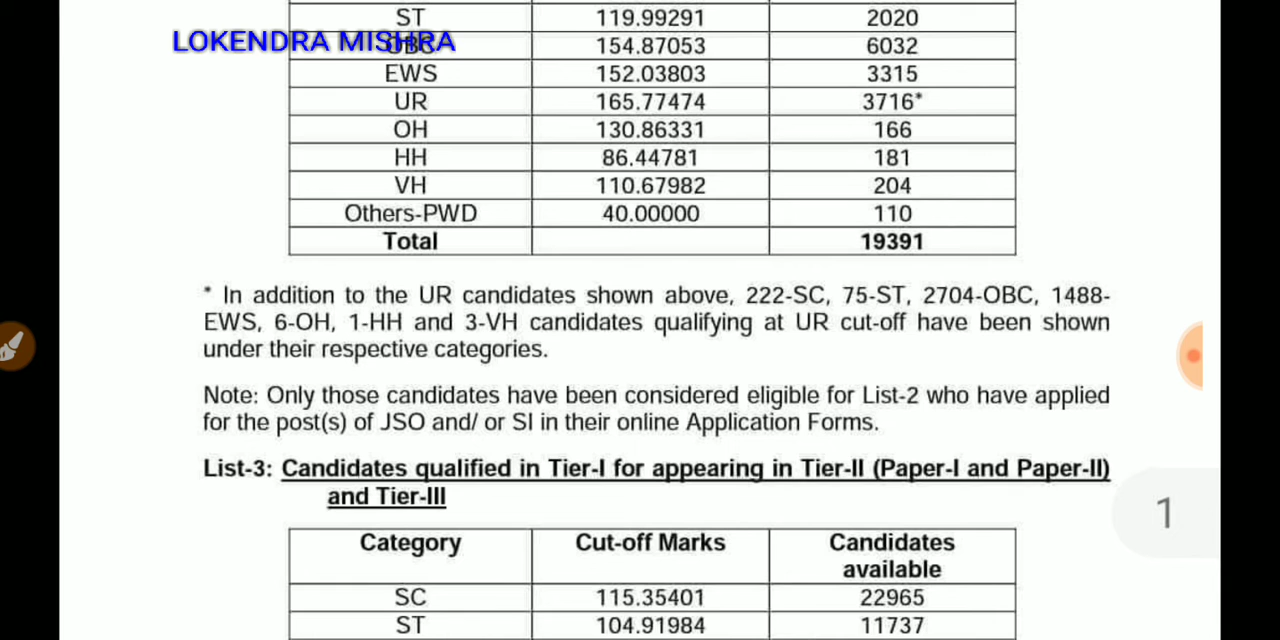 ST 119.99291 2020
LOKENDRA MISHRA
OBC 154.87053 6032
EWS 152.03803 3315
UR 165.77474 3716*
OH 130.86331 166
HH 86.44781 181
VH 110.67982 204
Others-PWD 40.00000 110
Total 19391
* In addition to the UR candidates shown above, 222-SC, 75-ST, 2704-OBC, 1488-
EWS, 6-OH, 1-HH and 3-VH candidates qualifying at UR cut-off have been shown
under their respective categories.
Note: Only those candidates have been considered eligible for List-2 who have applied
for the post(s) of JSO and/ or SI in their online Application Forms.
List-3: Candidates qualified in Tier-I for appearing in Tier-II (Paper-I and Paper-II)
and Tier-III
1
Category Cut-off Marks Candidates
available
SC 115.35401 22965
ST 104.91984 11737